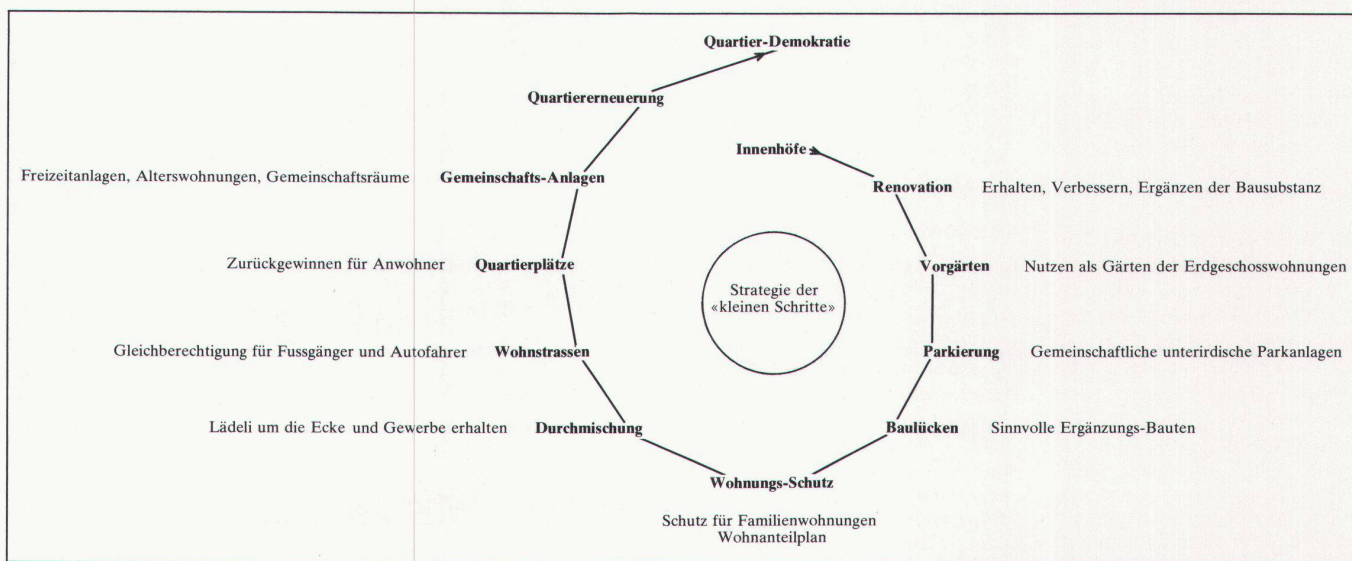 Quartier-Demokratie
Quartiererneuerung
Innenhöfe
Freizeitanlagen, Alterswohnungen, Gemeinschaftsräume Gemeinschafts-Anlagen
Renovation Erhalten, Verbessern, Ergänzen der Bausubstanz
Zurückgewinnen für Anwohner Quartierplätze
Vorgärten Nutzen als Gärten der Erdgeschosswohnungen
Strategie der
«kleinen Schritte»
Gleichberechtigung für Fussgänger und Autofahrer Wohnstrassen
Parkierung Gemeinschaftliche unterirdische Parkanlagen
Lädeli um die Ecke und Gewerbe erhalten Durchmischung
Baulücken Sinnvolle Ergänzungs-Bauten
Wohnungs-Schutz
Schutz für Familienwohnungen
Wohnanteilplan